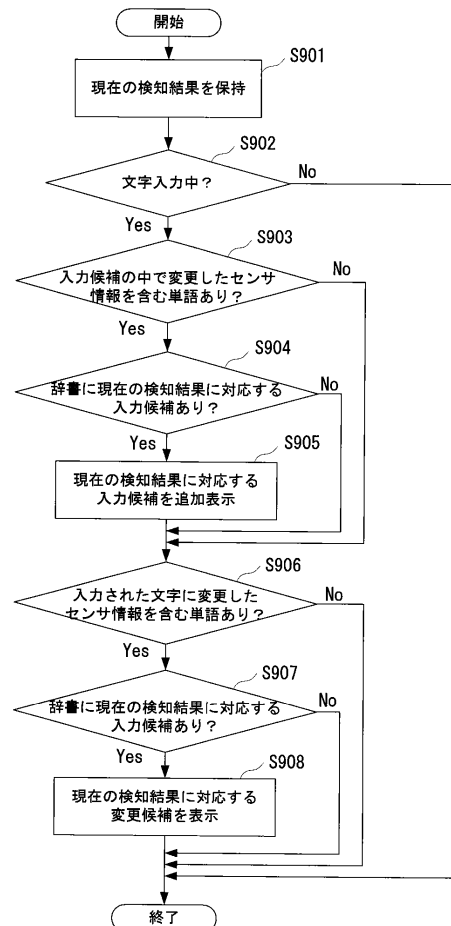 開始
S901
現在の検知結果を保持
S902
文字入力中？
No
Yes
S903
入力候補の中で変更したセンサ
情報を含む単語あり？
No
Yes
S904
辞書に現在の検知結果に対応する
入力候補あり？
No
Yes
S905
現在の検知結果に対応する
入力候補を追加表示
S906
入力された文字に変更した
センサ情報を含む単語あり？
No
Yes
S907
辞書に現在の検知結果に対応する
入力候補あり？
No
Yes
S908
現在の検知結果に対応する
変更候補を表示
終了